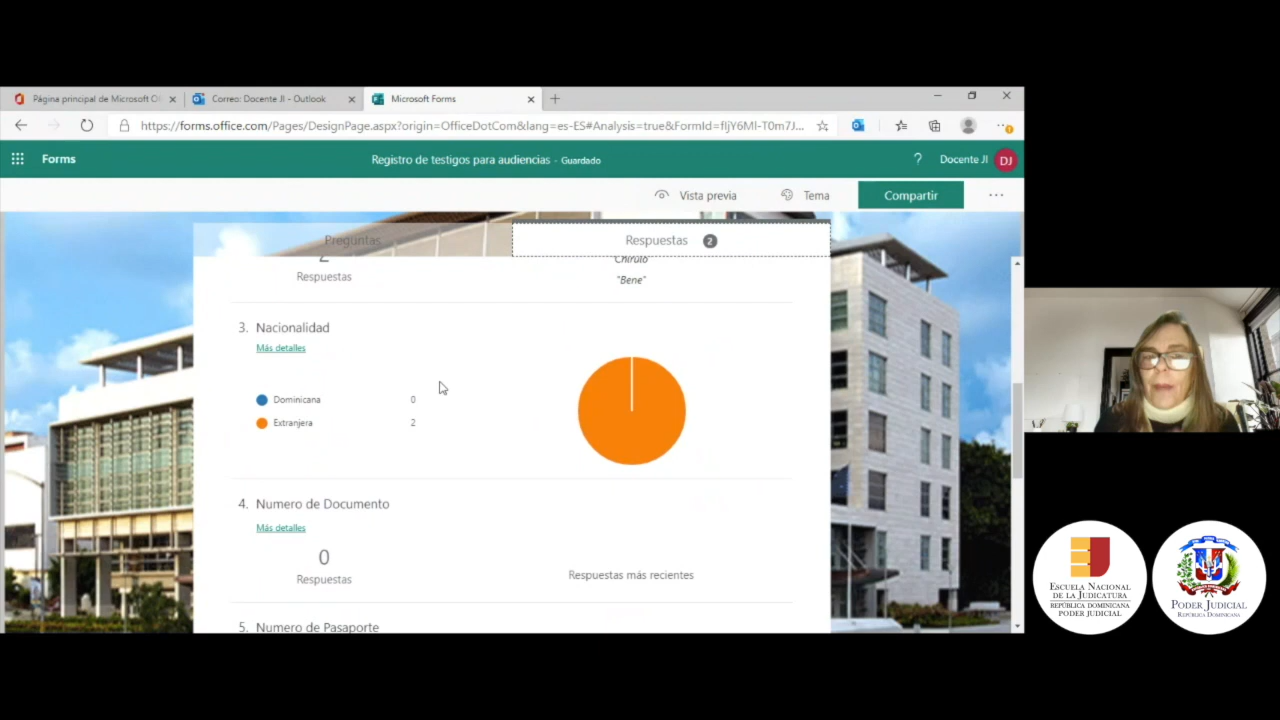 Página principal de Microsoft Of
Correo: Docente JI - Outlook
Microsoft Forms
https://forms.office.com/Pages/DesignPage.aspx?origin=OfficeDotCom&lang=es-ES#Analysis=true&FormId=fIjY6MI-T0m7J...
Forms
Registro de testigos para audiencias - Guardado
? Docente JI DJ
Vista previa
Tema
Compartir
...
Preguntas
Respuestas 2
2
Respuestas
Chirulo
"Bene"
3. Nacionalidad
Más detalles
Dominicana 0
Extranjera 2
4. Numero de Documento
Más detalles
0
Respuestas
Respuestas más recientes
5. Numero de Pasaporte
ESCUELA NACIONAL
DE LA JUDICATURA
REPÚBLICA DOMINICANA
PODER JUDICIAL
PODER JUDICIAL
REPÚBLICA DOMINICANA